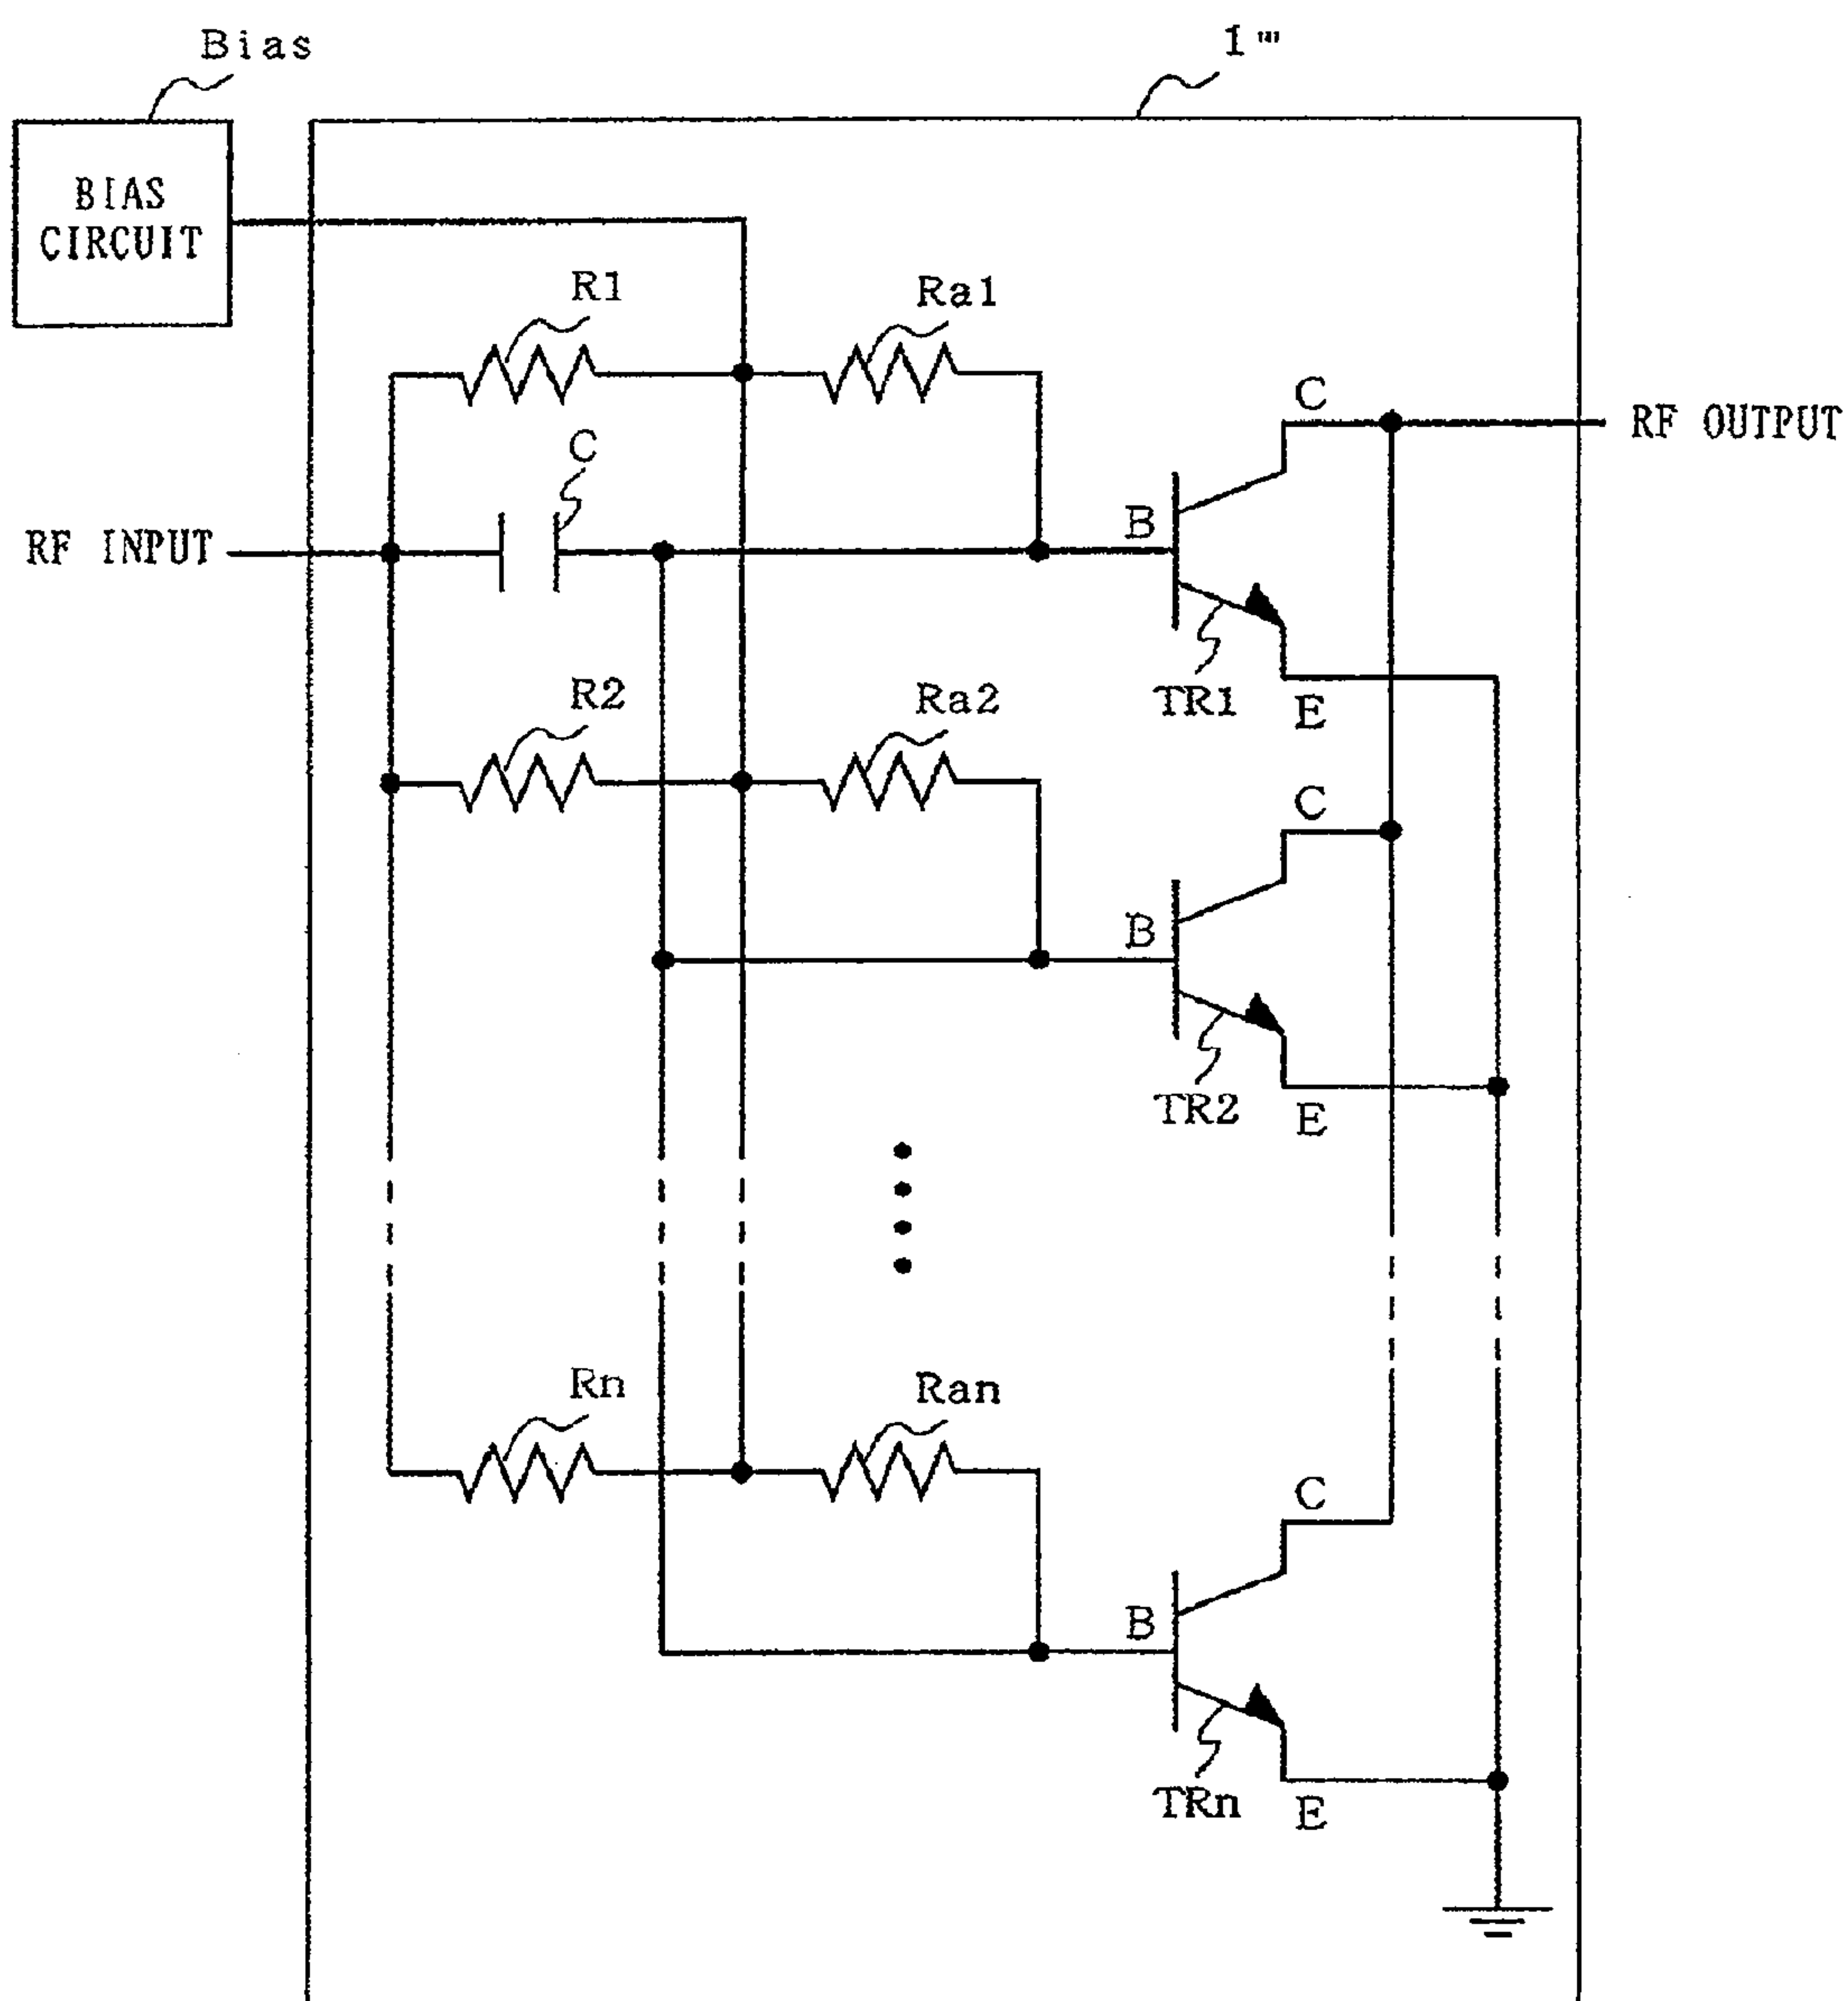 Bias
1'''
BIAS
CIRCUIT
R1
Ra1
C
C
RF OUTPUT
B
RF INPUT
TR1
E
R2
Ra2
C
B
TR2
E
Rn
Ran
C
B
TRn
E